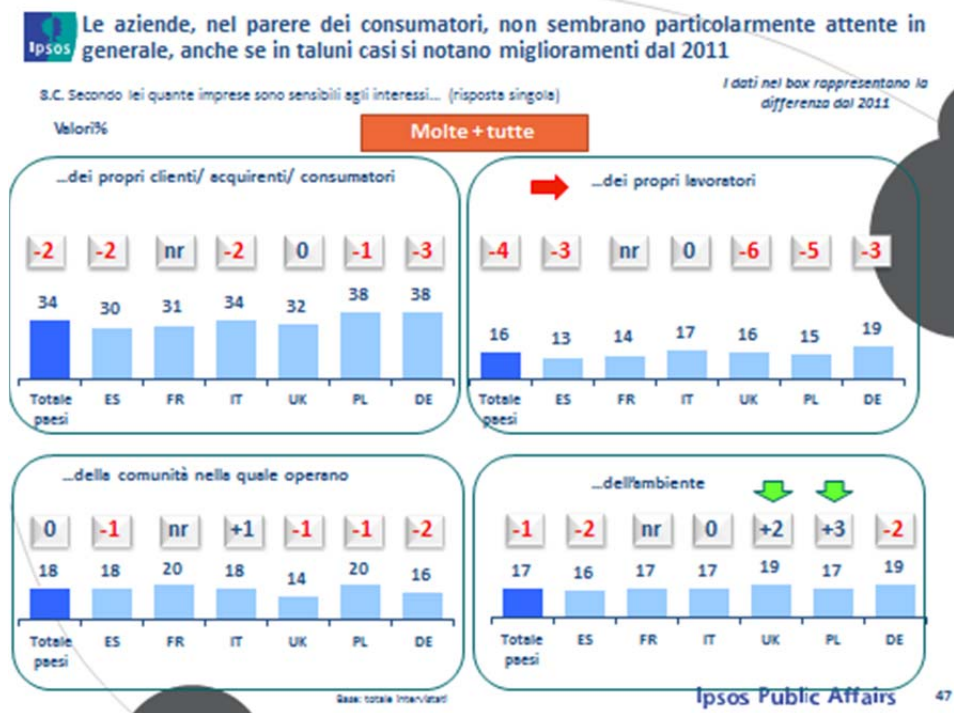 Ipsos
Le aziende, nel parere dei consumatori, non sembrano particolarmente attente in
generale, anche se in taluni casi si notano miglioramenti dal 2011
8.C. Secondo lei quante imprese sono sensibili agli interessi... (risposta singola)
I dati nel box rappresentano la
differenza dal 2011
Valori%
Molte + tutte
...dei propri clienti/ acquirenti/ consumatori
-2 -2 nr -2 0 -1 -3
34 30 31 34 32 38 38
Totale ES FR IT UK PL DE
paesi
...dei propri lavoratori
-4 -3 nr 0 -6 -5 -3
16 13 14 17 16 15 19
Totale ES FR IT UK PL DE
paesi
...della comunità nella quale operano
0 -1 nr +1 -1 -1 -2
18 18 20 18 14 20 16
Totale ES FR IT UK PL DE
paesi
...dell'ambiente
-1 -2 nr 0 +2 +3 -2
17 16 17 17 19 17 19
Totale ES FR IT UK PL DE
paesi
Base: totale intervistati
Ipsos Public Affairs
47